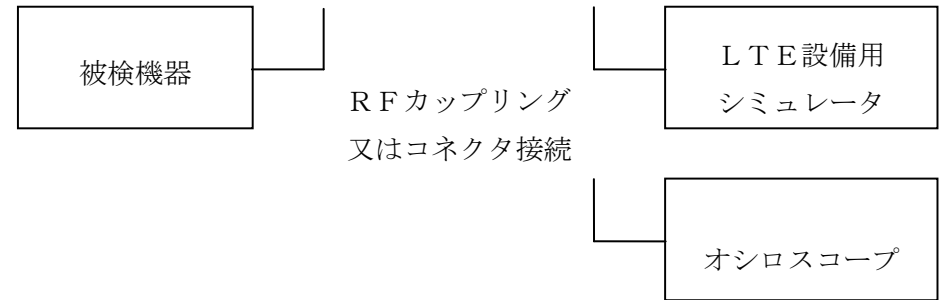 被検機器
ＬＴＥ設備用
シミュレータ
ＲＦカップリング
又はコネクタ接続
オシロスコープ